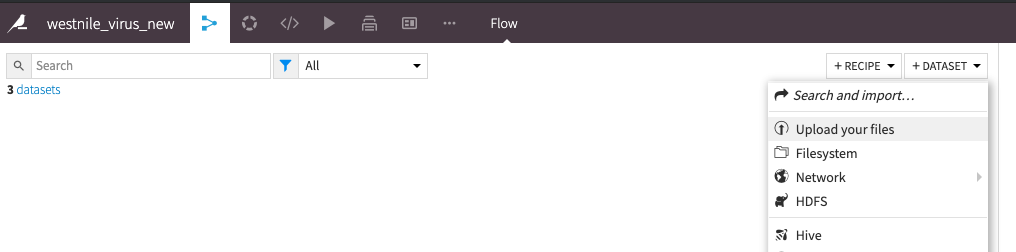 westnile_virus_new
Flow
Search
All
+ RECIPE
+ DATASET
3 datasets
Search and import...
Upload your files
Filesystem
Network
HDFS
Hive